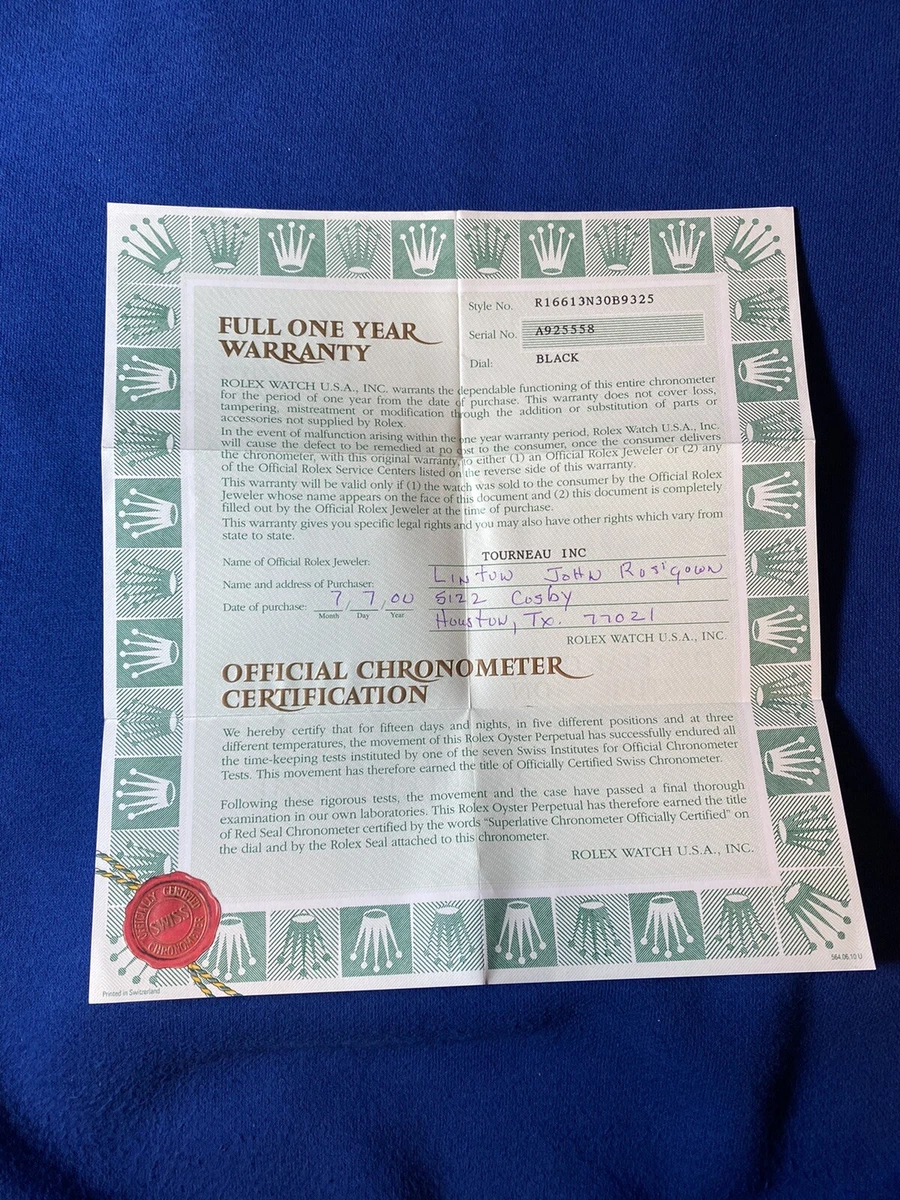 Style No. R16613N30B9325
FULL ONE YEAR
WARRANTY
Serial No. A925558
Dial: BLACK
ROLEX WATCH U.S.A., INC. warrants the dependable functioning of this entire chronometer
for the period of one year from the date of purchase. This warranty does not cover loss,
tampering, mistreatment or modification through the addition or substitution of parts or
accessories not supplied by Rolex.
In the event of malfunction arising within the one year warranty period, Rolex Watch U.S.A., Inc.
will cause the defect to be remedied at no cost to the consumer, once the consumer delivers
the chronometer, with this original warranty, to either (1) an Official Rolex Jeweler or (2) any
of the Official Rolex Service Centers listed on the reverse side of this warranty.
This warranty will be valid only if (1) the watch was sold to the consumer by the Official Rolex
Jeweler whose name appears on the face of this document and (2) this document is completely
filled out by the Official Rolex Jeweler at the time of purchase.
This warranty gives you specific legal rights and you may also have other rights which vary from
state to state.
Name of Official Rolex Jeweler: TOURNEAU INC
Name and address of Purchaser: Lintow John Rosigown
Date of purchase: 7 / 7 / 00 5122 Cosby
Month Day Year Houston, Tx. 77021
ROLEX WATCH U.S.A., INC.
OFFICIAL CHRONOMETER
CERTIFICATION
We hereby certify that for fifteen days and nights, in five different positions and at three
different temperatures, the movement of this Rolex Oyster Perpetual has successfully endured all
the time-keeping tests instituted by one of the seven Swiss Institutes for Official Chronometer
Tests. This movement has therefore earned the title of Officially Certified Swiss Chronometer.
Following these rigorous tests, the movement and the case have passed a final thorough
examination in our own laboratories. This Rolex Oyster Perpetual has therefore earned the title
of Red Seal Chronometer certified by the words "Superlative Chronometer Officially Certified" on
the dial and by the Rolex Seal attached to this chronometer.
ROLEX WATCH U.S.A., INC.
OFFICIALLY CERTIFIED
SWISS
CHRONOMETER
564.06.10 U
Printed in Switzerland